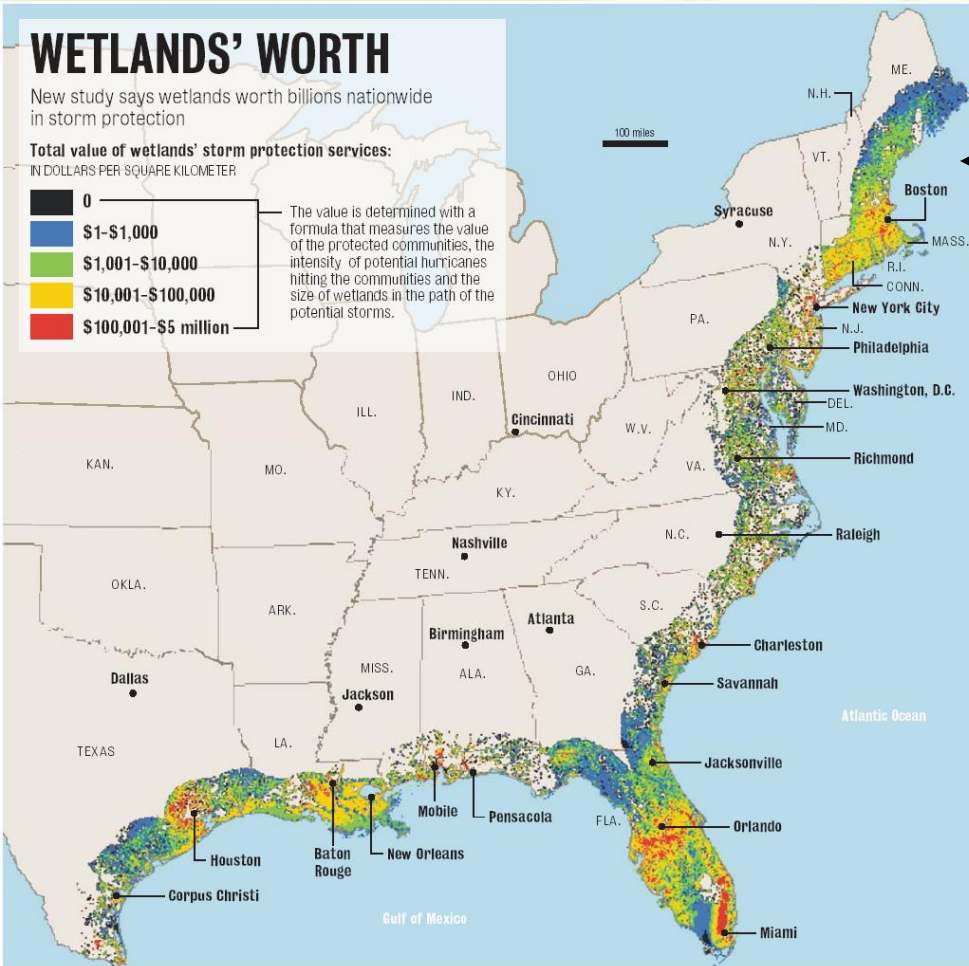 WETLANDS' WORTH
New study says wetlands worth billions nationwide
in storm protection
Total value of wetlands' storm protection services:
IN DOLLARS PER SQUARE KILOMETER
0
$1-$1,000
$1,001-$10,000
$10,001-$100,000
$100,001-$5 million
The value is determined with a
formula that measures the value
of the protected communities, the
intensity of potential hurricanes
hitting the communities and the
size of wetlands in the path of the
potential storms.
100 miles
ME.
N.H.
VT.
Boston
Syracuse
N.Y.
MASS.
R.I.
CONN.
New York City
PA.
N.J.
Philadelphia
OHIO
IND.
ILL.
Washington, D.C.
DEL.
Cincinnati
W.V.
MD.
KAN.
MO.
VA.
Richmond
KY.
N.C.
Raleigh
Nashville
TENN.
OKLA.
ARK.
S.C.
Atlanta
Birmingham
Charleston
MISS.
ALA.
GA.
Dallas
Savannah
Jackson
Atlantic Ocean
LA.
TEXAS
Jacksonville
Mobile
Pensacola
FLA.
Orlando
Houston
Baton
Rouge
New Orleans
Corpus Christi
Gulf of Mexico
Miami